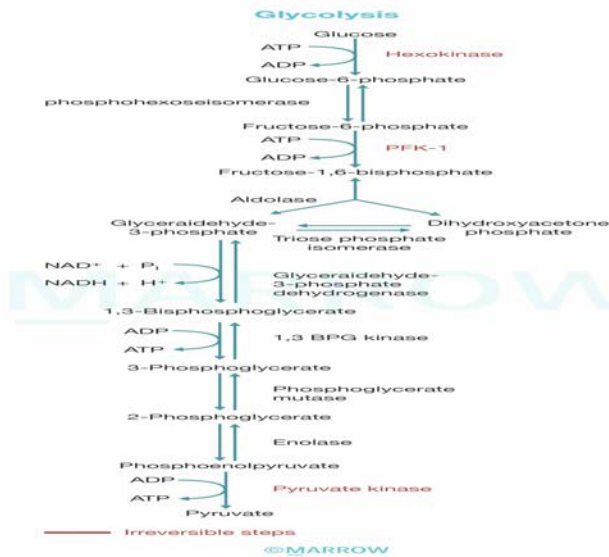 Glycolysis
Glucose
ATP
Hexokinase
ADP
Glucose-6-phosphate
phosphohexoseisomerase
Fructose-6-phosphate
ATP
PFK-1
ADP
Fructose-1,6-bisphosphate
Aldolase
Glyceraidehyde-
3-phosphate
Triose phosphate
isomerase
Dihydroxyacetone
phosphate
NAD⁺ + Pᵢ
NADH + H⁺
Glyceraidehyde-
3-phosphate
dehydrogenase
1,3-Bisphosphoglycerate
ADP
1,3 BPG kinase
ATP
3-Phosphoglycerate
Phosphoglycerate
mutase
2-Phosphoglycerate
Enolase
Phosphoenolpyruvate
ADP
Pyruvate kinase
ATP
Pyruvate
Irreversible steps
©MARROW
MARROW